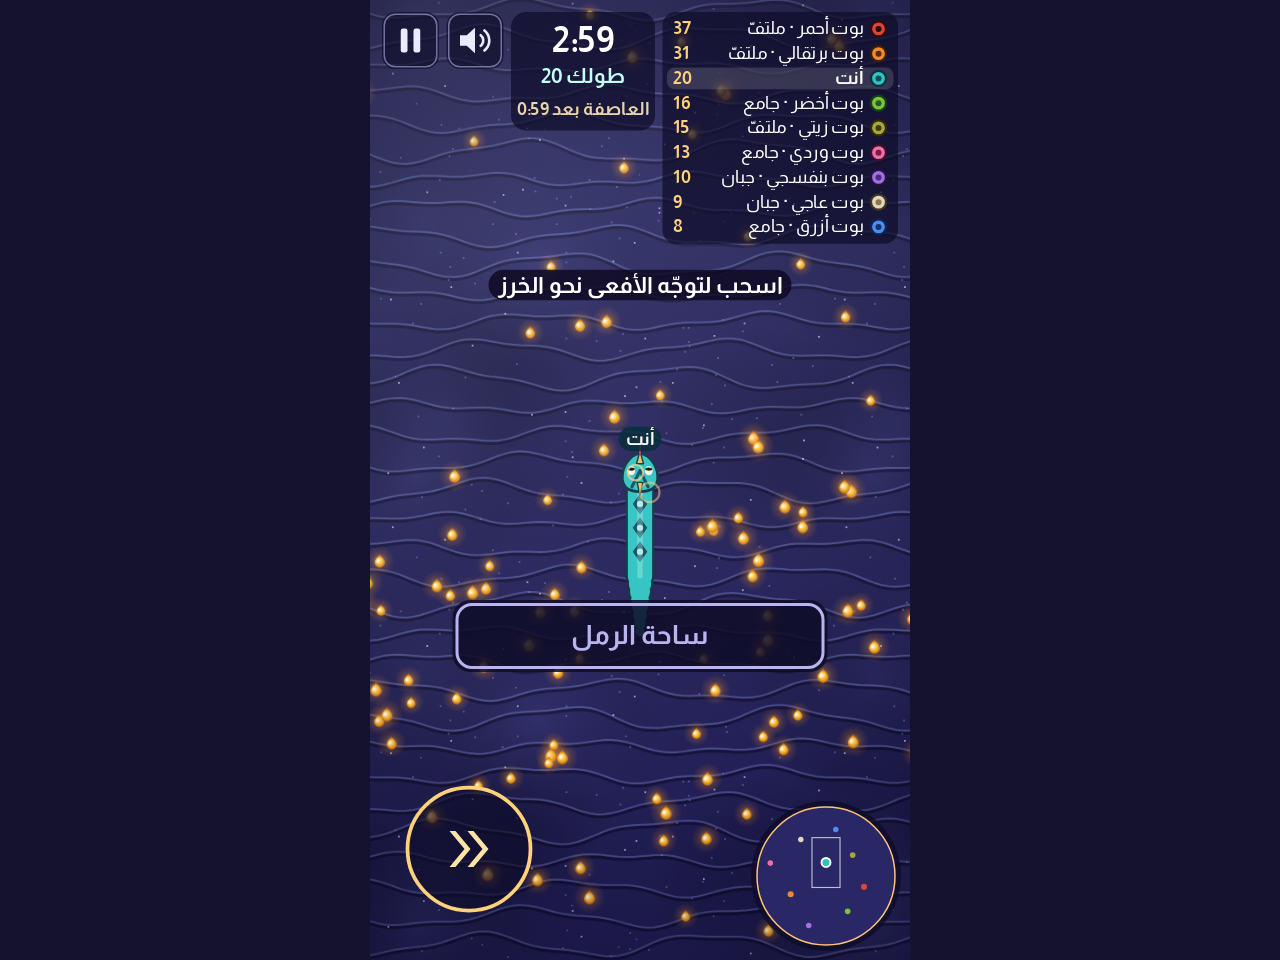 2:59
طولك 20
العاصفة بعد 0:59
بوت أحمر · ملتفّ 37
بوت برتقالي · ملتفّ 31
أنت 20
بوت أخضر · جامع 16
بوت زيتي · ملتفّ 15
بوت وردي · جامع 13
بوت بنفسجي · جبان 10
بوت عاجي · جبان 9
بوت أزرق · جامع 8
اسحب لتوجّه الأفعى نحو الخرز
أنت
ساحة الرمل